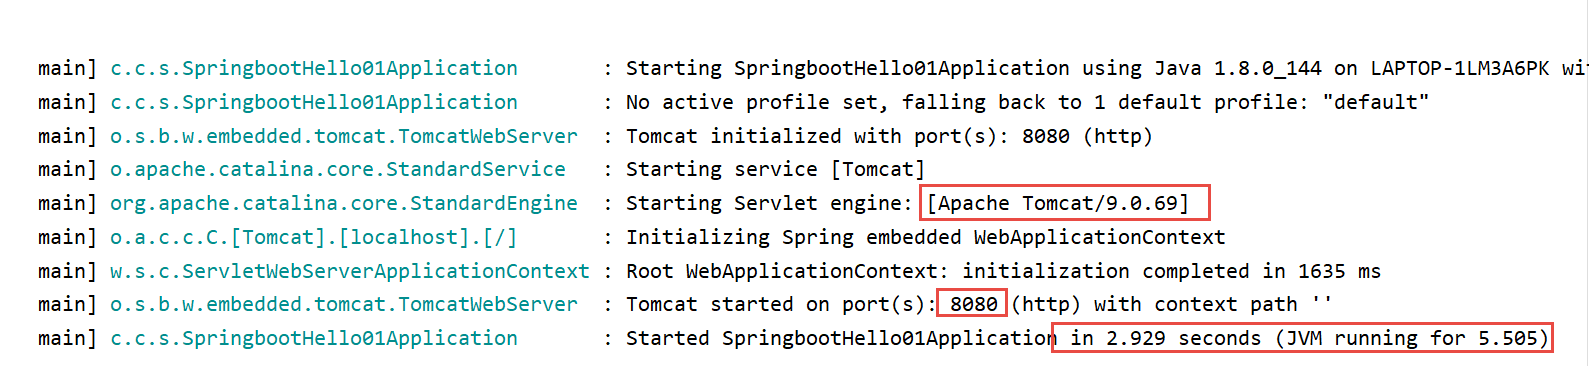 main] c.c.s.SpringbootHello01Application : Starting SpringbootHello01Application using Java 1.8.0_144 on LAPTOP-1LM3A6PK wit
main] c.c.s.SpringbootHello01Application : No active profile set, falling back to 1 default profile: "default"
main] o.s.b.w.embedded.tomcat.TomcatWebServer : Tomcat initialized with port(s): 8080 (http)
main] o.apache.catalina.core.StandardService : Starting service [Tomcat]
main] org.apache.catalina.core.StandardEngine : Starting Servlet engine: [Apache Tomcat/9.0.69]
main] o.a.c.c.C.[Tomcat].[localhost].[/] : Initializing Spring embedded WebApplicationContext
main] w.s.c.ServletWebServerApplicationContext : Root WebApplicationContext: initialization completed in 1635 ms
main] o.s.b.w.embedded.tomcat.TomcatWebServer : Tomcat started on port(s): 8080 (http) with context path ''
main] c.c.s.SpringbootHello01Application : Started SpringbootHello01Application in 2.929 seconds (JVM running for 5.505)